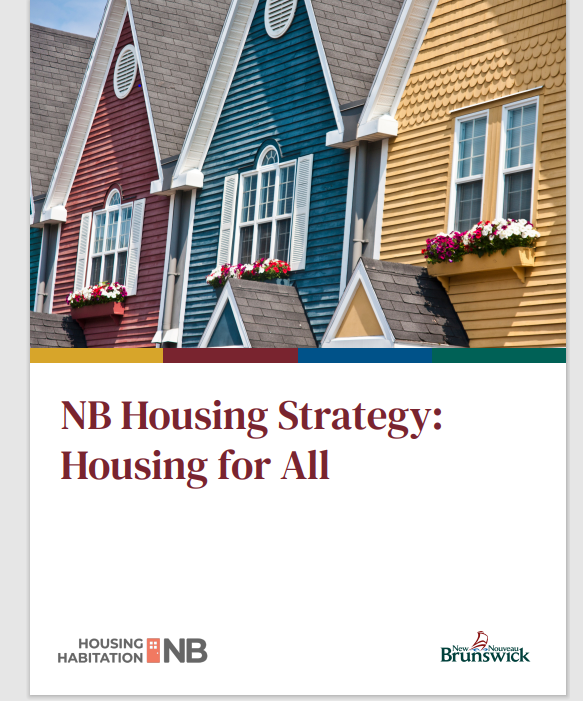 NB Housing Strategy:
Housing for All
HOUSING
HABITATION NB
New Nouveau
Brunswick